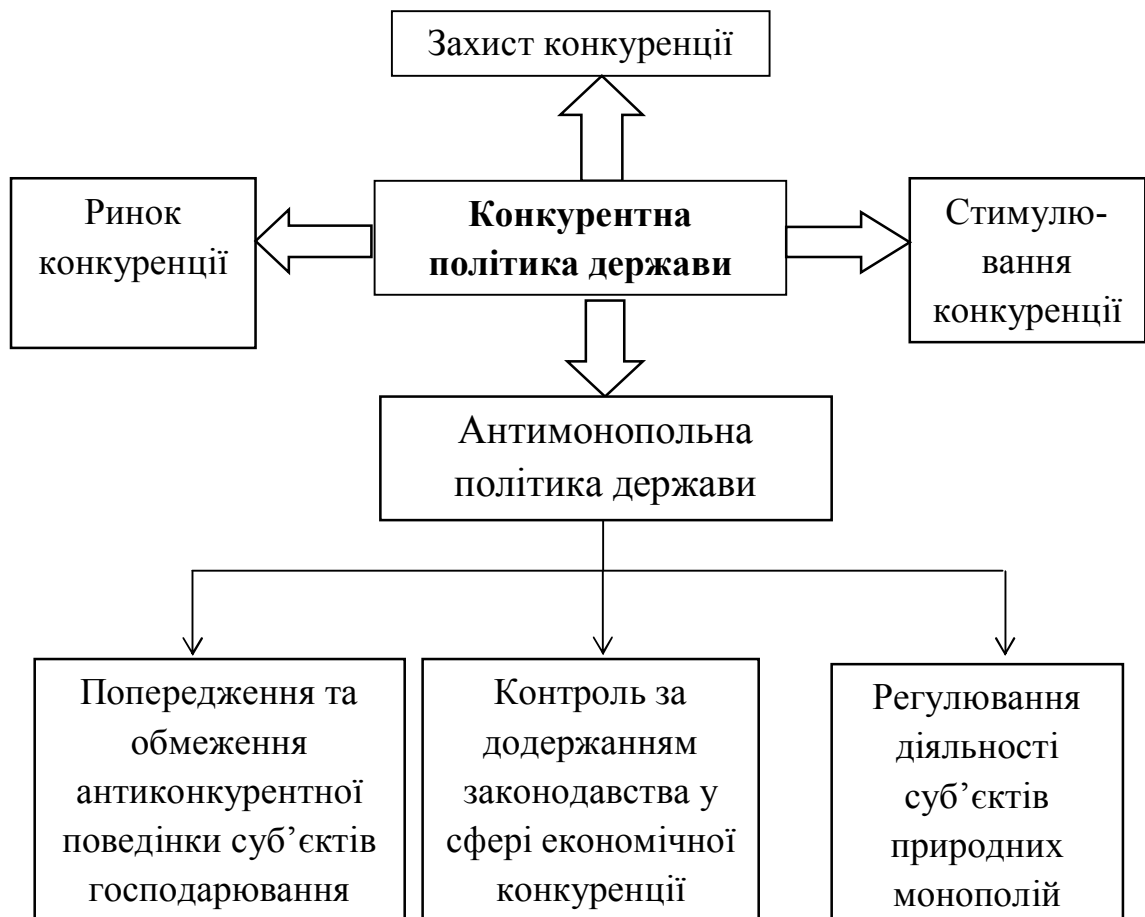 Захист конкуренції
Ринок
конкуренції
Конкурентна
політика держави
Стимулю-
вання
конкуренції
Антимонопольна
політика держави
Попередження та
обмеження
антиконкурентної
поведінки суб’єктів
господарювання
Контроль за
додержанням
законодавства у
сфері економічної
конкуренції
Регулювання
діяльності
суб’єктів
природних
монополій